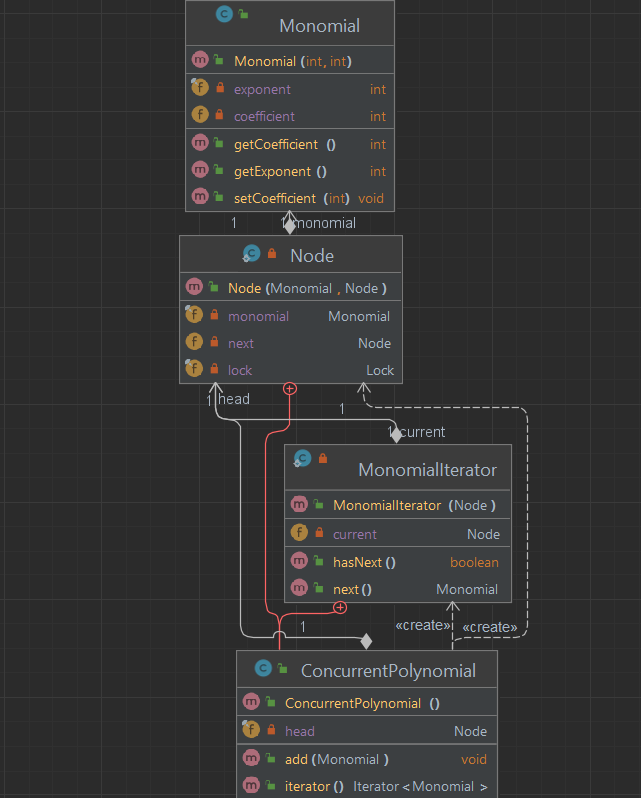 Monomial
Monomial (int, int)
exponent int
coefficient int
getCoefficient () int
getExponent () int
setCoefficient (int) void
1 1 monomial
Node
Node (Monomial , Node )
monomial Monomial
next Node
lock Lock
1 head
1
1 current
MonomialIterator
MonomialIterator (Node )
current Node
hasNext () boolean
next () Monomial
1 «create» «create»
ConcurrentPolynomial
ConcurrentPolynomial ()
head Node
add (Monomial ) void
iterator () Iterator <Monomial >